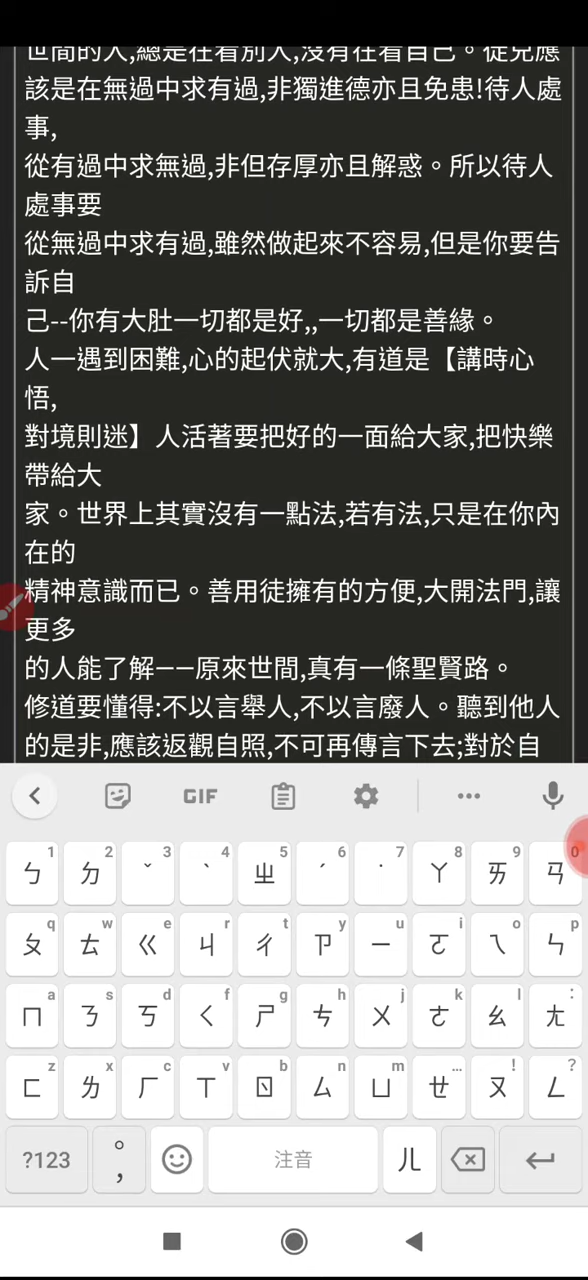 世間的人,總是在看別人,沒有在看自己。從兒應
該是在無過中求有過,非獨進德亦且免患!待人處
事,
從有過中求無過,非但存厚亦且解惑。所以待人
處事要
從無過中求有過,雖然做起來不容易,但是你要告
訴自
己--你有大肚一切都是好,,一切都是善緣。
人一遇到困難,心的起伏就大,有道是【講時心
悟,
對境則迷】人活著要把好的一面給大家,把快樂
帶給大
家。世界上其實沒有一點法,若有法,只是在你內
在的
精神意識而已。善用徒擁有的方便,大開法門,讓
更多
的人能了解——原來世間,真有一條聖賢路。
修道要懂得:不以言舉人,不以言廢人。聽到他人
的是非,應該返觀自照,不可再傳言下去;對於自
GIF
ㄅ 1 ㄉ 2 ˇ 3 ˋ 4 ㄓ 5 ˊ 6 ˙ 7 ㄚ 8 ㄞ 9 ㄢ 0
ㄆ q ㄊ w ㄍ e ㄐ r ㄔ t ㄗ y ㄧ u ㄛ i ㄟ o ㄣ p
ㄇ a ㄋ s ㄎ d ㄑ f ㄕ g ㄘ h ㄨ j ㄜ k ㄠ l ㄤ :
ㄈ z ㄌ x ㄏ c ㄒ v ㄖ b ㄙ n ㄩ m ㄝ … ㄡ ! ㄥ ?
?123 。 , 注音 ㄦ